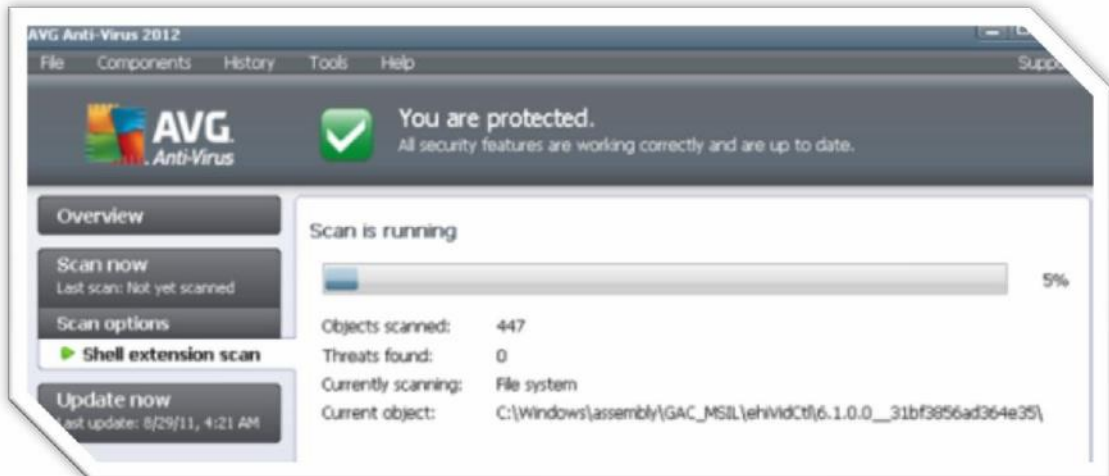 AVG Anti-Virus 2012
File Components History Tools Help
AVG
Anti-Virus
You are protected.
All security features are working correctly and are up to date.
Overview
Scan now
Last scan: Not yet scanned
Scan options
Shell extension scan
Update now
Last update: 8/29/11, 4:21 AM
Scan is running
5%
Objects scanned: 447
Threats found: 0
Currently scanning: File system
Current object: C:\Windows\assembly\GAC_MSIL\ehiVidCtl\6.1.0.0__31bf3856ad364e35\